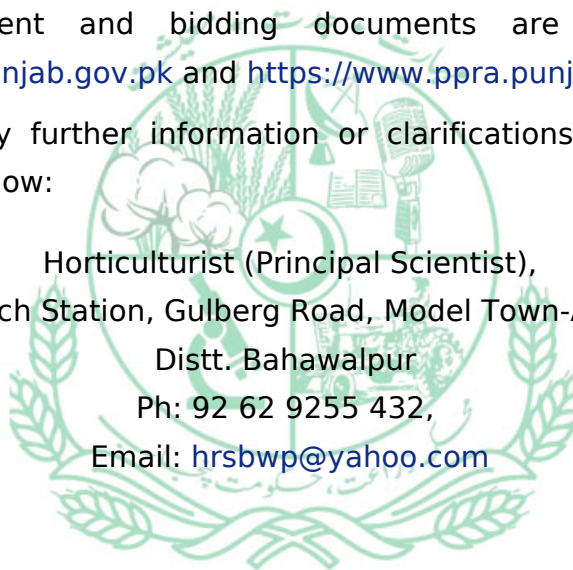 ent and bidding documents are
njab.gov.pk and https://www.ppra.punj
y further information or clarifications
ow:
Horticulturist (Principal Scientist),
ch Station, Gulberg Road, Model Town-A
Distt. Bahawalpur
Ph: 92 62 9255 432,
Email: hrsbwp@yahoo.com